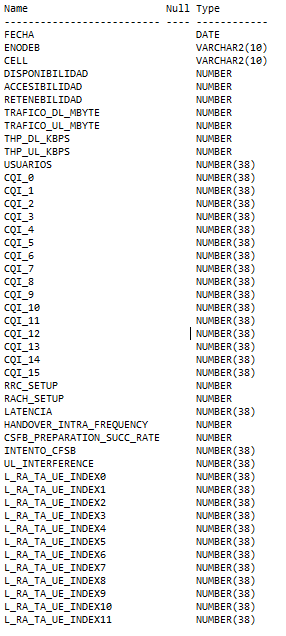 Name Null Type
-------------------------- ---- ------------
FECHA DATE
ENODEB VARCHAR2(10)
CELL VARCHAR2(10)
DISPONIBILIDAD NUMBER
ACCESIBILIDAD NUMBER
RETENEBILIDAD NUMBER
TRAFICO_DL_MBYTE NUMBER
TRAFICO_UL_MBYTE NUMBER
THP_DL_KBPS NUMBER
THP_UL_KBPS NUMBER
USUARIOS NUMBER(38)
CQI_0 NUMBER(38)
CQI_1 NUMBER(38)
CQI_2 NUMBER(38)
CQI_3 NUMBER(38)
CQI_4 NUMBER(38)
CQI_5 NUMBER(38)
CQI_6 NUMBER(38)
CQI_7 NUMBER(38)
CQI_8 NUMBER(38)
CQI_9 NUMBER(38)
CQI_10 NUMBER(38)
CQI_11 NUMBER(38)
CQI_12 NUMBER(38)
CQI_13 NUMBER(38)
CQI_14 NUMBER(38)
CQI_15 NUMBER(38)
RRC_SETUP NUMBER
RACH_SETUP NUMBER
LATENCIA NUMBER(38)
HANDOVER_INTRA_FREQUENCY NUMBER
CSFB_PREPARATION_SUCC_RATE NUMBER
INTENTO_CFSB NUMBER(38)
UL_INTERFERENCE NUMBER(38)
L_RA_TA_UE_INDEX0 NUMBER(38)
L_RA_TA_UE_INDEX1 NUMBER(38)
L_RA_TA_UE_INDEX2 NUMBER(38)
L_RA_TA_UE_INDEX3 NUMBER(38)
L_RA_TA_UE_INDEX4 NUMBER(38)
L_RA_TA_UE_INDEX5 NUMBER(38)
L_RA_TA_UE_INDEX6 NUMBER(38)
L_RA_TA_UE_INDEX7 NUMBER(38)
L_RA_TA_UE_INDEX8 NUMBER(38)
L_RA_TA_UE_INDEX9 NUMBER(38)
L_RA_TA_UE_INDEX10 NUMBER(38)
L_RA_TA_UE_INDEX11 NUMBER(38)